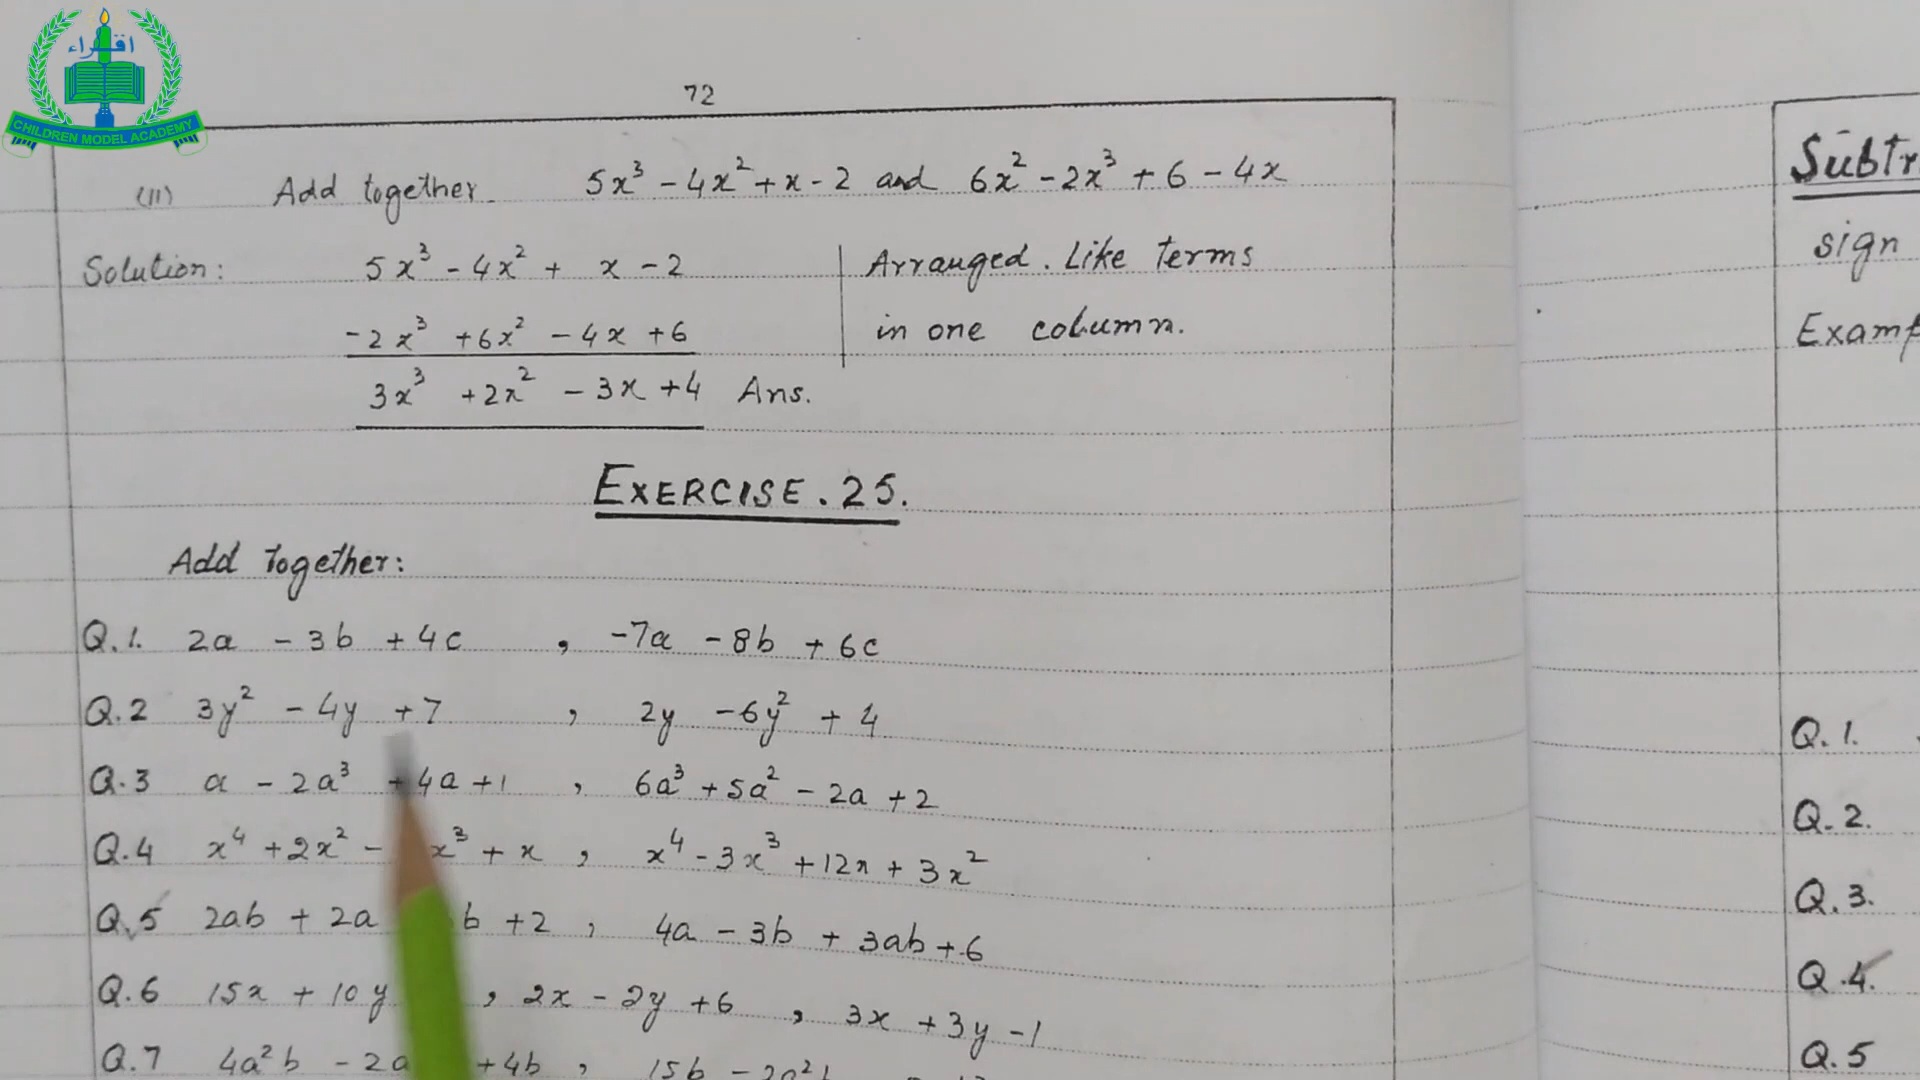 اقراء
CHILDREN MODEL ACADEMY
72
(11) Add together 5x³ - 4x² + x - 2 and 6x² - 2x³ + 6 - 4x
Solution: 5x³ - 4x² + x - 2 | Arranged. Like terms
-2x³ + 6x² - 4x + 6 | in one column.
3x³ + 2x² - 3x + 4 Ans.
EXERCISE. 25.
Add together:
Q.1. 2a - 3b + 4c , -7a - 8b + 6c
Q.2 3y² - 4y + 7 , 2y - 6y² + 4
Q.3 a - 2a³ + 4a + 1 , 6a³ + 5a² - 2a + 2
Q.4 x⁴ + 2x² - x³ + x , x⁴ - 3x³ + 12x + 3x²
Q.5 2ab + 2a b + 2 , 4a - 3b + 3ab + 6
Q.6 15x + 10y , 2x - 2y + 6 , 3x + 3y - 1
Q.7 4a²b - 2a + 4b , 15b - 2a²b
sign
Q.1.
Q.2.
Q.3.
Q.4.
Q.5